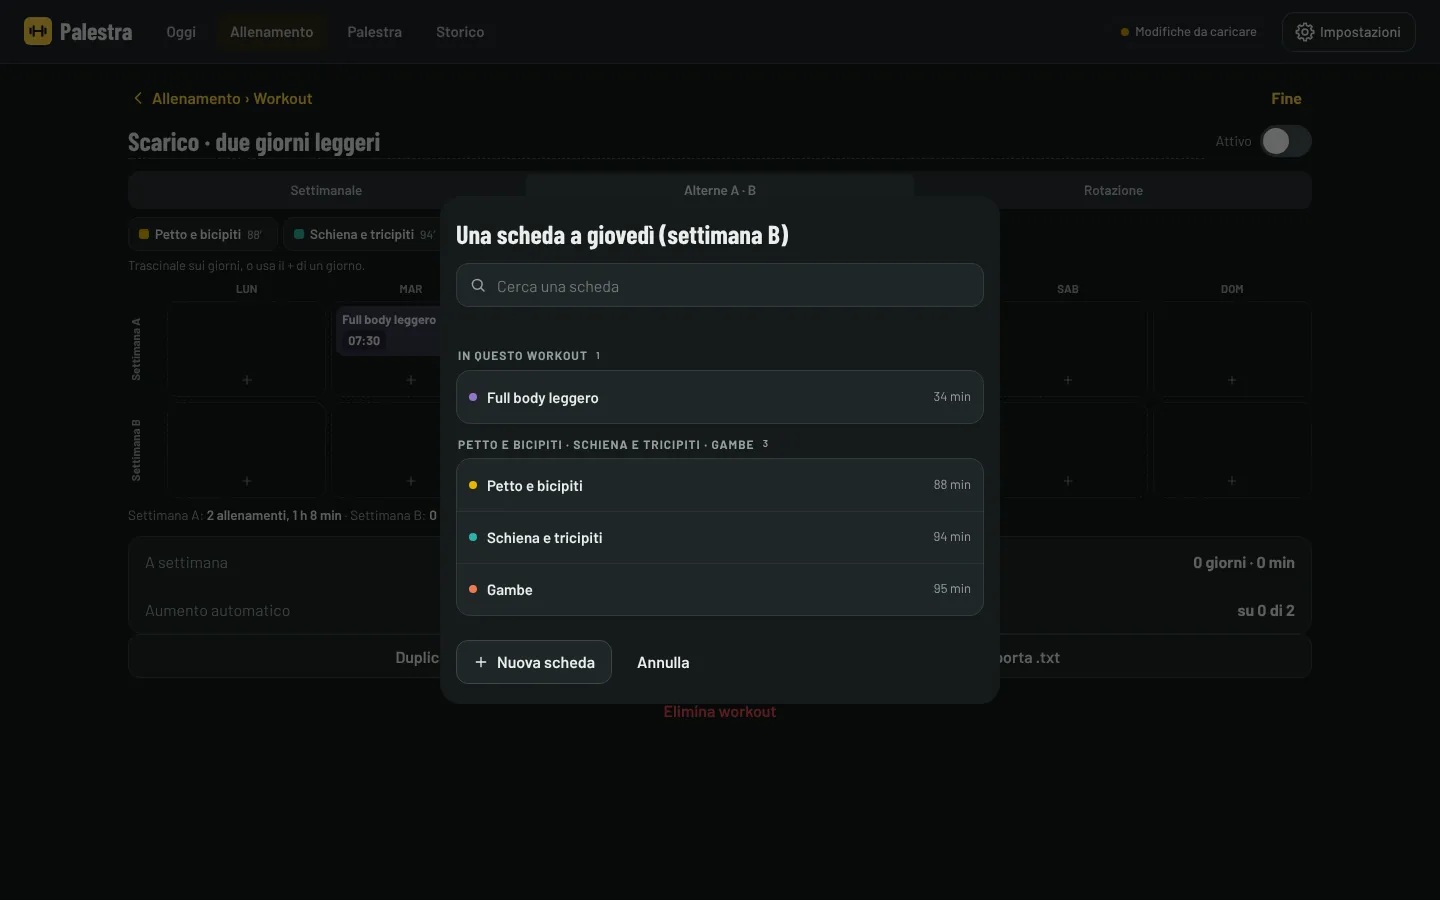 Palestra
Oggi
Allenamento
Palestra
Storico
Modifiche da caricare
Impostazioni
Allenamento › Workout
Fine
Scarico · due giorni leggeri
Attivo
Settimanale
Alterne A · B
Rotazione
Petto e bicipiti 88'
Schiena e tricipiti 94'
Trascinale sui giorni, o usa il + di un giorno.
LUN
MAR
SAB
DOM
Settimana A
Full body leggero
07:30
+
+
+
+
Settimana B
+
+
+
+
Settimana A: 2 allenamenti, 1 h 8 min · Settimana B: 0
A settimana
0 giorni · 0 min
Aumento automatico
su 0 di 2
Elimina workout
Una scheda a giovedì (settimana B)
Cerca una scheda
IN QUESTO WORKOUT 1
Full body leggero
34 min
PETTO E BICIPITI · SCHIENA E TRICIPITI · GAMBE 3
Petto e bicipiti
88 min
Schiena e tricipiti
94 min
Gambe
95 min
+ Nuova scheda
Annulla